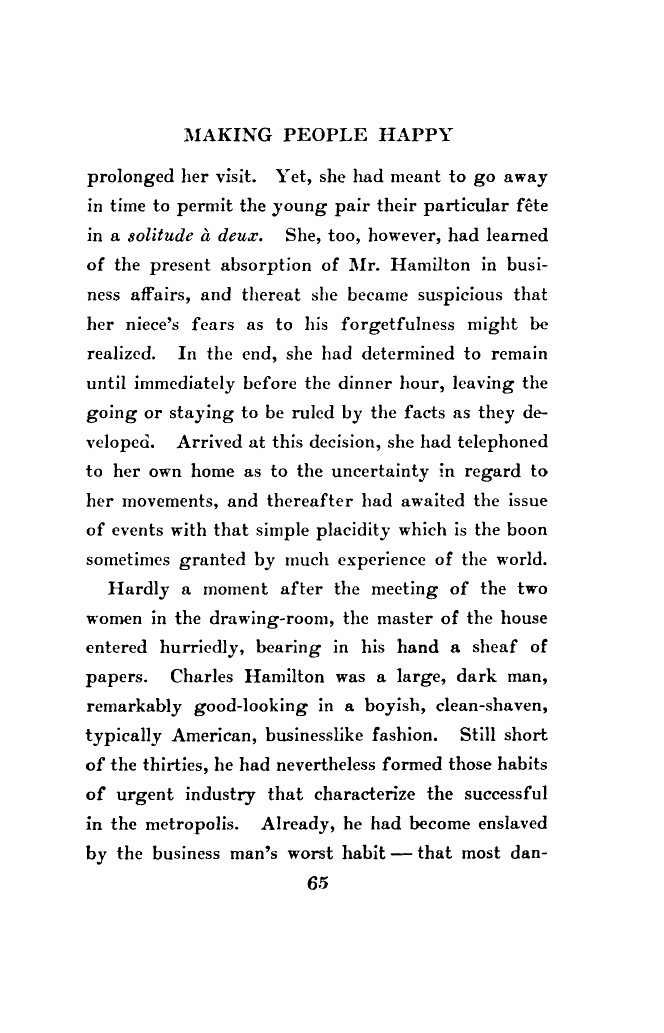 MAKING PEOPLE HAPPY
prolonged her visit. Yet, she had meant to go away
in time to permit the young pair their particular fête
in a solitude à deux. She, too, however, had learned
of the present absorption of Mr. Hamilton in busi-
ness affairs, and thereat she became suspicious that
her niece's fears as to his forgetfulness might be
realized. In the end, she had determined to remain
until immediately before the dinner hour, leaving the
going or staying to be ruled by the facts as they de-
veloped. Arrived at this decision, she had telephoned
to her own home as to the uncertainty in regard to
her movements, and thereafter had awaited the issue
of events with that simple placidity which is the boon
sometimes granted by much experience of the world.
Hardly a moment after the meeting of the two
women in the drawing-room, the master of the house
entered hurriedly, bearing in his hand a sheaf of
papers. Charles Hamilton was a large, dark man,
remarkably good-looking in a boyish, clean-shaven,
typically American, businesslike fashion. Still short
of the thirties, he had nevertheless formed those habits
of urgent industry that characterize the successful
in the metropolis. Already, he had become enslaved
by the business man's worst habit — that most dan-
65